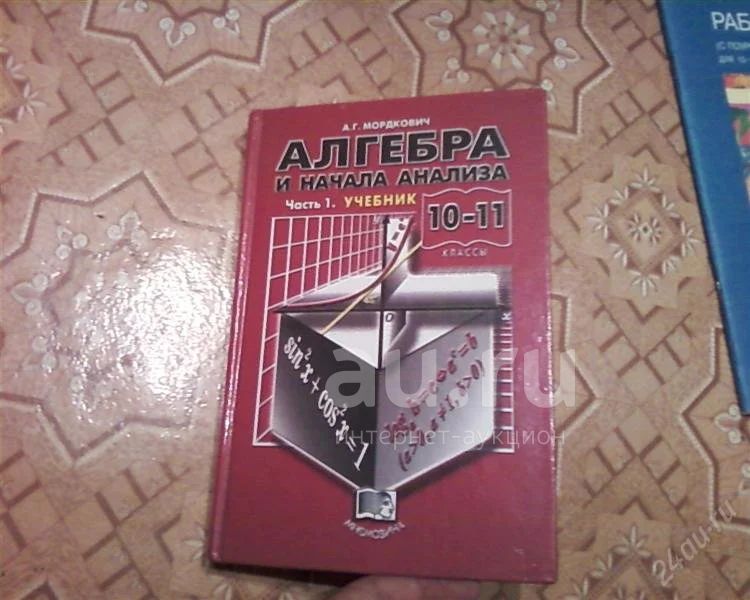 А.Г. МОРДКОВИЧ
АЛГЕБРА
И НАЧАЛА АНАЛИЗА
Часть 1. УЧЕБНИК
10-11
КЛАССЫ
sin²x + cos²x = 1
МНЕМОЗИНА
au.ru
интернет-аукцион
24au.ru
РАБ